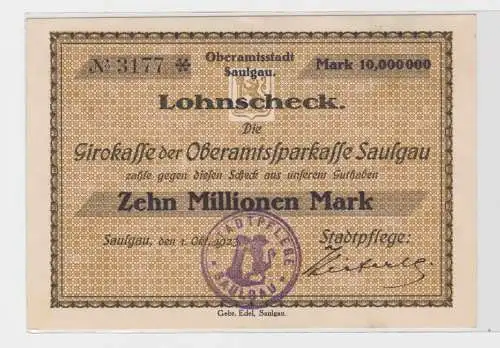 № 3177 ✻
Oberamtsstadt
Saulgau.
Mark 10,000000
Lohnscheck.
Die
Girokasse der Oberamtssparkasse Saulgau
zahle gegen diesen Scheck aus unserem Guthaben
Zehn Millionen Mark
Saulgau, den 1. Okt. 1923.
Stadtpflege:
STADTPFLEGE
SAULGAU
Gebr. Edel, Saulgau.